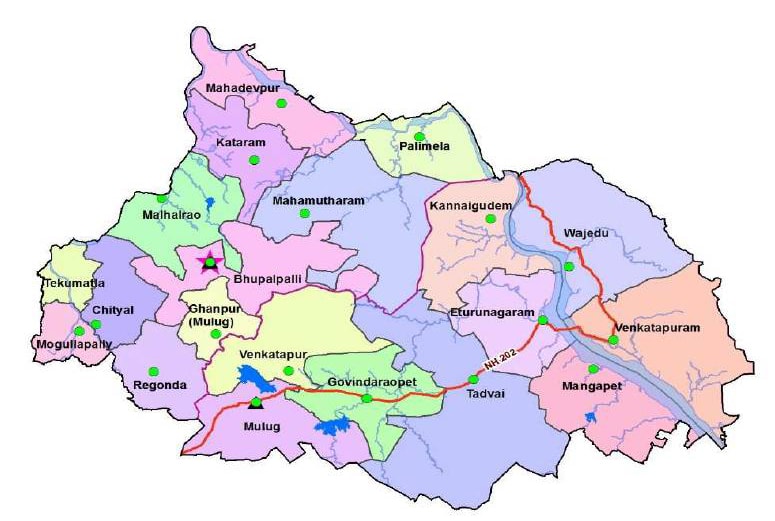 Mahadevpur
Kataram
Palimela
Malhairao
Mahamutharam
Kannaigudem
Wajedu
Bhupalpalli
Tekumatla
Chityal
Ghanpur
(Mulug)
Eturunagaram
Venkatapuram
Mogullapally
Venkatapur
NH 202
Regonda
Govindaraopet
Tadvai
Mangapet
Mulug